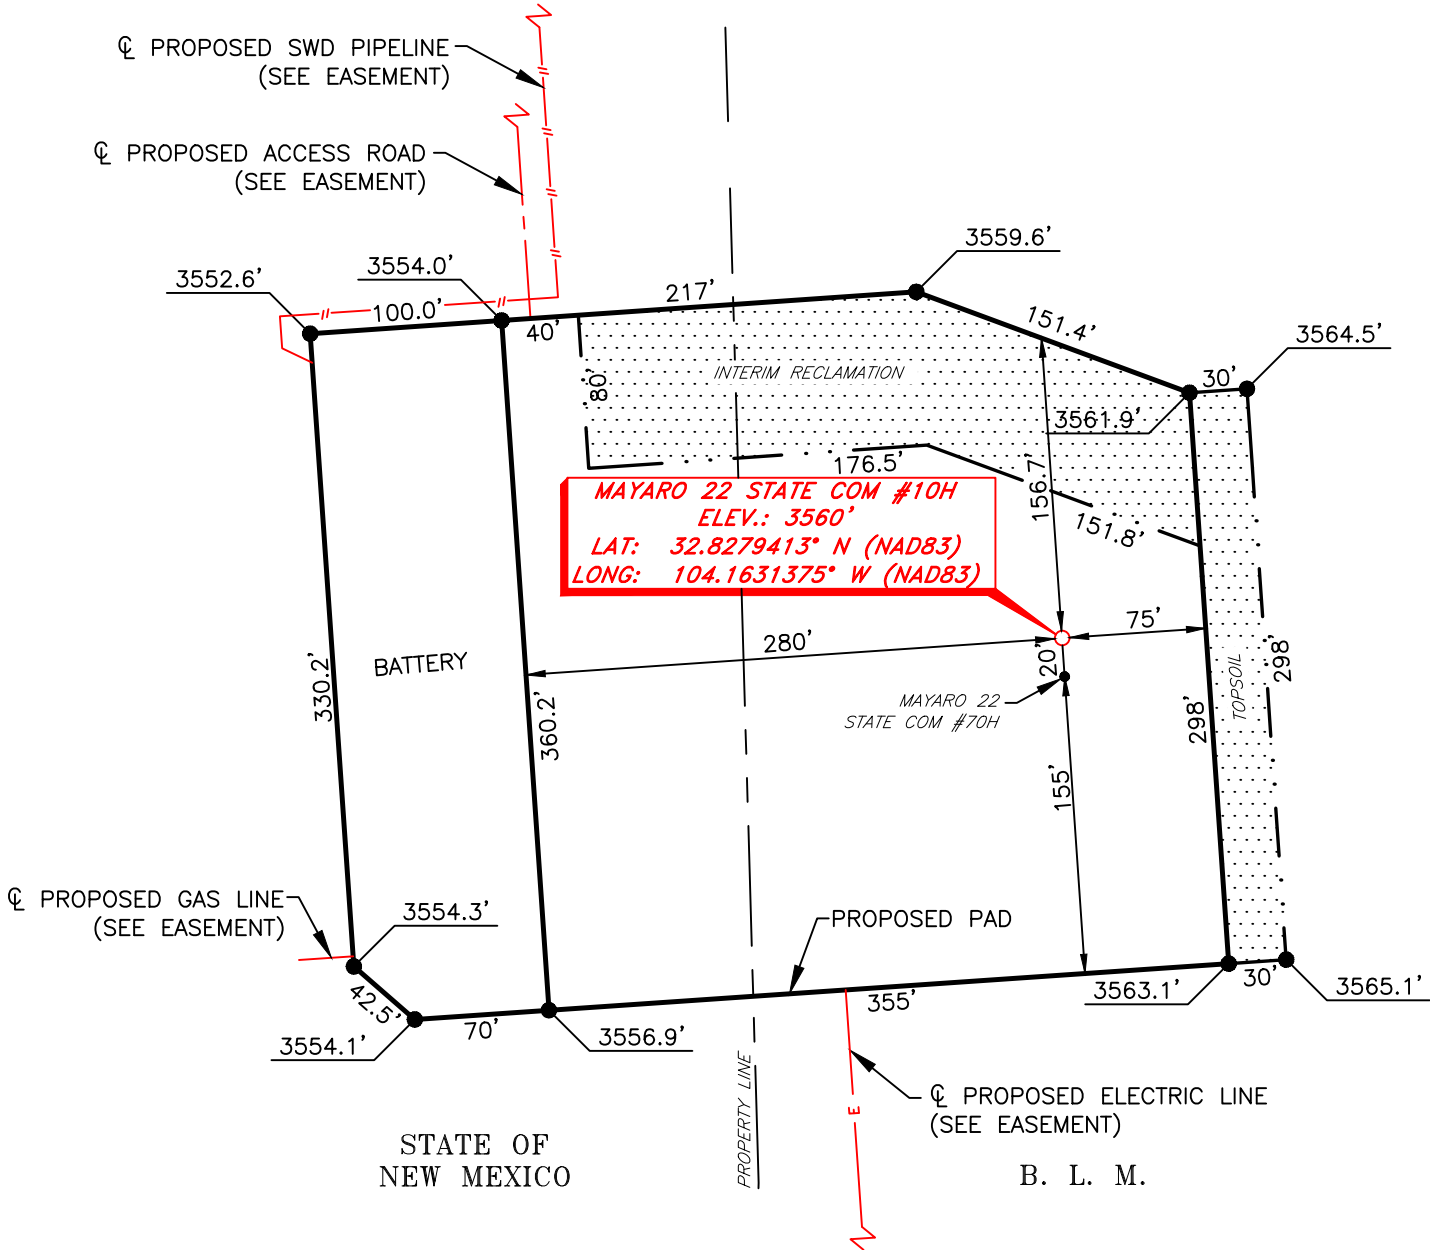 ℄ PROPOSED SWD PIPELINE
(SEE EASEMENT)
℄ PROPOSED ACCESS ROAD
(SEE EASEMENT)
3552.6'
3554.0'
3559.6'
3564.5'
100.0'
40'
217'
151.4'
30'
3561.9'
INTERIM RECLAMATION
80'
176.5'
156.7'
151.8'
MAYARO 22 STATE COM #10H
ELEV.: 3560'
LAT: 32.8279413° N (NAD83)
LONG: 104.1631375° W (NAD83)
280'
75'
20'
BATTERY
330.2'
360.2'
MAYARO 22
STATE COM #70H
155'
298'
TOPSOIL
298'
℄ PROPOSED GAS LINE
(SEE EASEMENT)
3554.3'
42.5'
3554.1'
70'
3556.9'
PROPOSED PAD
355'
3563.1'
30'
3565.1'
PROPERTY LINE
E
℄ PROPOSED ELECTRIC LINE
(SEE EASEMENT)
STATE OF
NEW MEXICO
B. L. M.